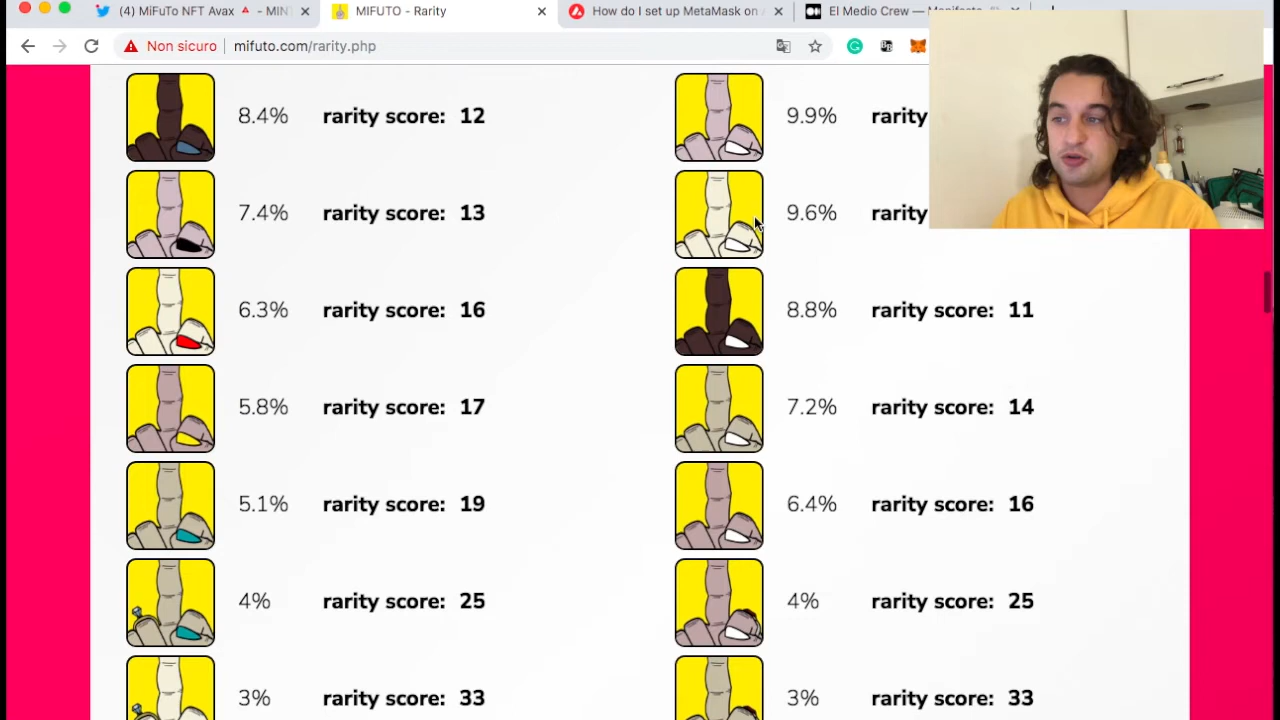 (4) MiFuTo NFT Avax 🔺 - MIN
MIFUTO - Rarity
How do I set up MetaMask on
El Medio Crew — Manifesto
Non sicuro
mifuto.com/rarity.php
8.4% rarity score: 12
9.9% rarity
7.4% rarity score: 13
9.6% rarity
6.3% rarity score: 16
8.8% rarity score: 11
5.8% rarity score: 17
7.2% rarity score: 14
5.1% rarity score: 19
6.4% rarity score: 16
4% rarity score: 25
4% rarity score: 25
3% rarity score: 33
3% rarity score: 33